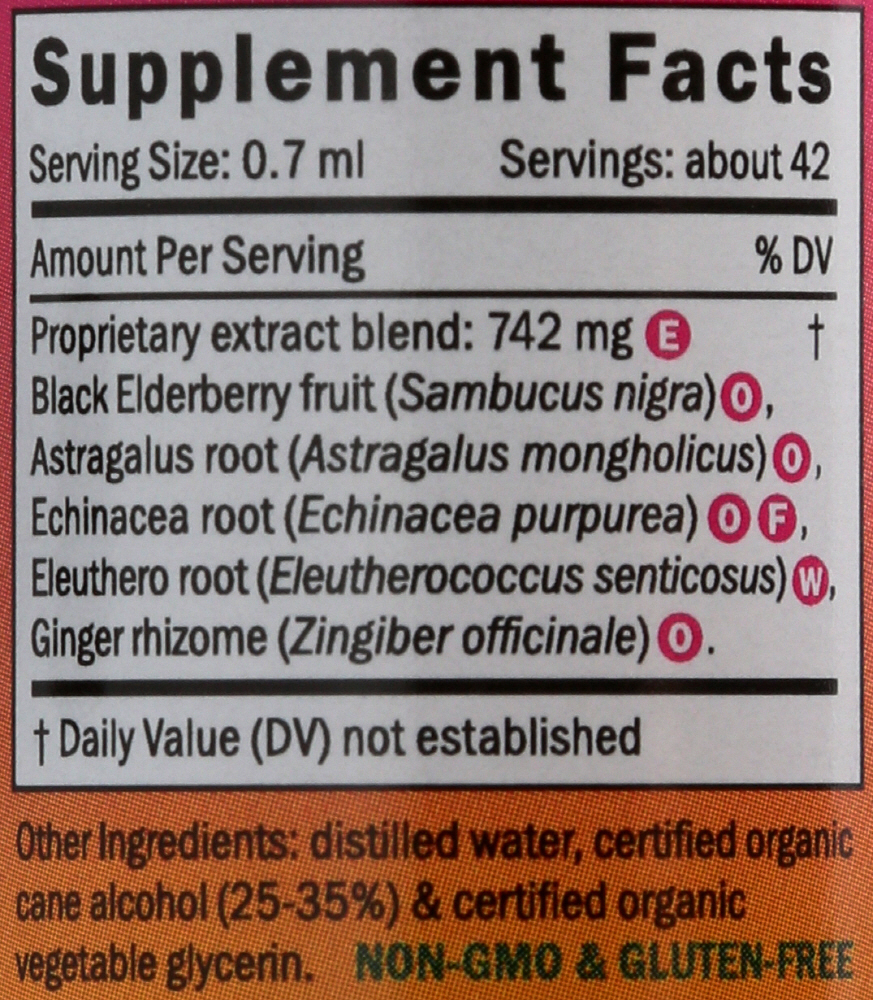 Supplement Facts
Serving Size: 0.7 ml Servings: about 42
Amount Per Serving % DV
Proprietary extract blend: 742 mg E †
Black Elderberry fruit (Sambucus nigra) O,
Astragalus root (Astragalus mongholicus) O,
Echinacea root (Echinacea purpurea) O F,
Eleuthero root (Eleutherococcus senticosus) W,
Ginger rhizome (Zingiber officinale) O.
† Daily Value (DV) not established
Other Ingredients: distilled water, certified organic
cane alcohol (25-35%) & certified organic
vegetable glycerin. NON-GMO & GLUTEN-FREE